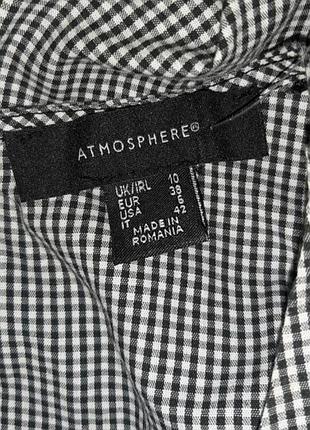 ATMOSPHERE®
UK/IRL 10
EUR 38
USA 6
IT 42
MADE IN
ROMANIA